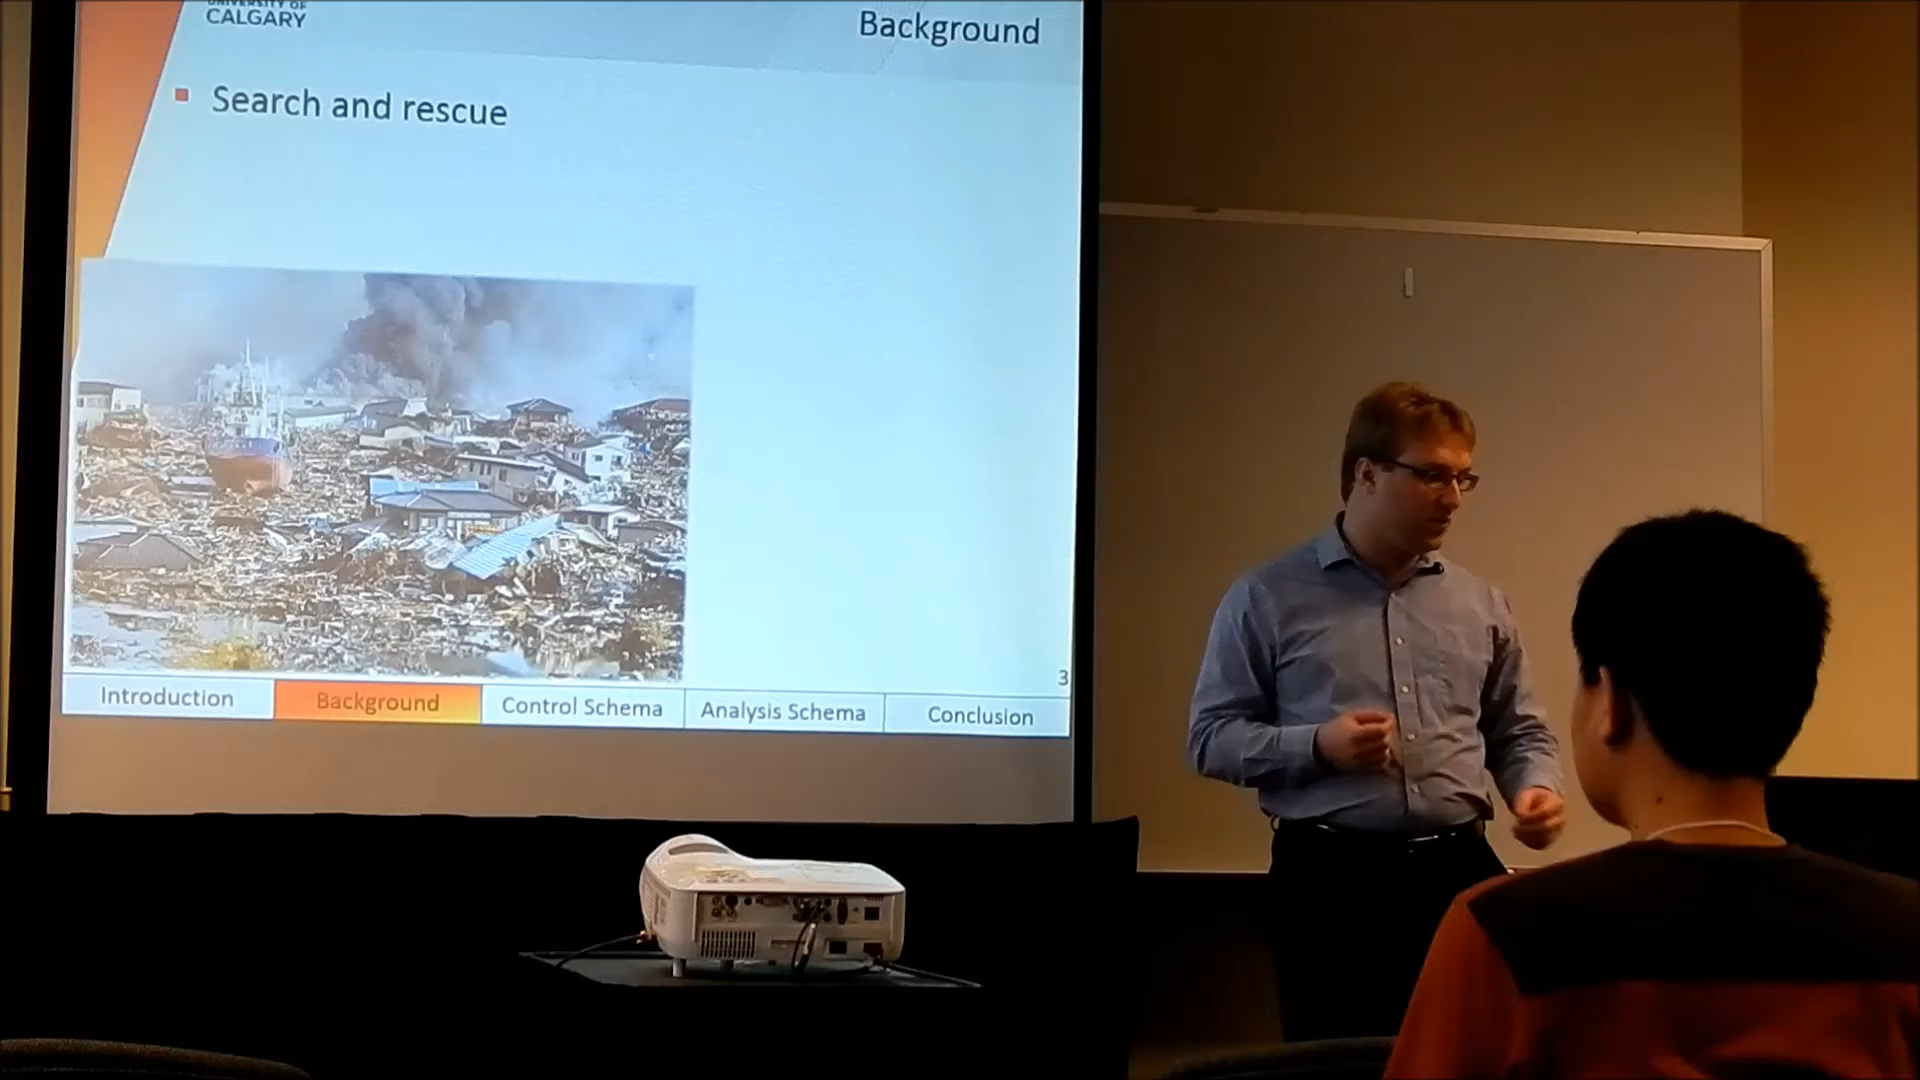 UNIVERSITY OF
CALGARY
Background
Search and rescue
3
Introduction
Background
Control Schema
Analysis Schema
Conclusion